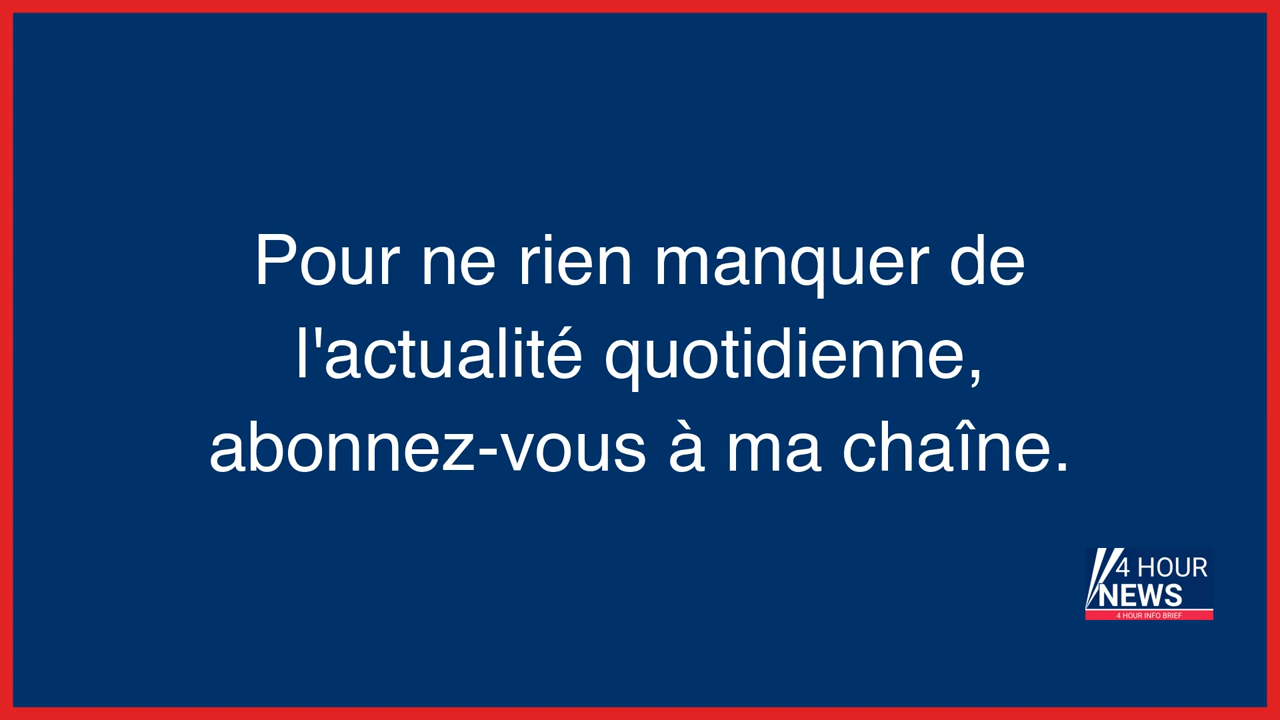 Pour ne rien manquer de
l'actualité quotidienne,
abonnez-vous à ma chaîne.
4 HOUR
NEWS
4 HOUR INFO BRIEF